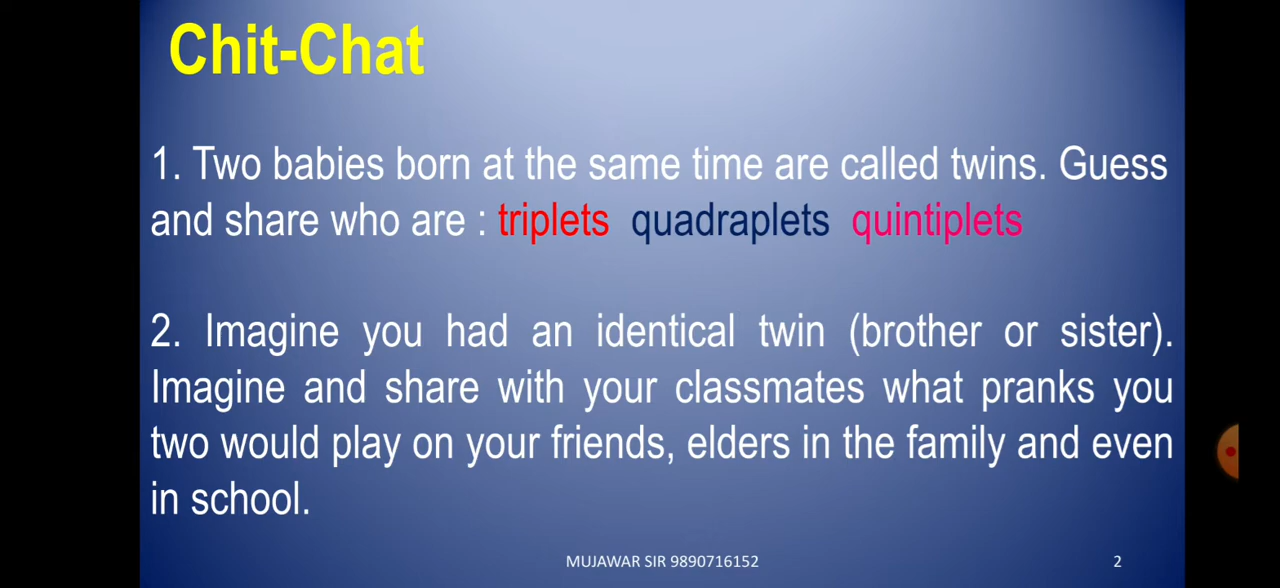 Chit-Chat
1. Two babies born at the same time are called twins. Guess
and share who are : triplets quadraplets quintiplets
2. Imagine you had an identical twin (brother or sister).
Imagine and share with your classmates what pranks you
two would play on your friends, elders in the family and even
in school.
MUJAWAR SIR 9890716152
2